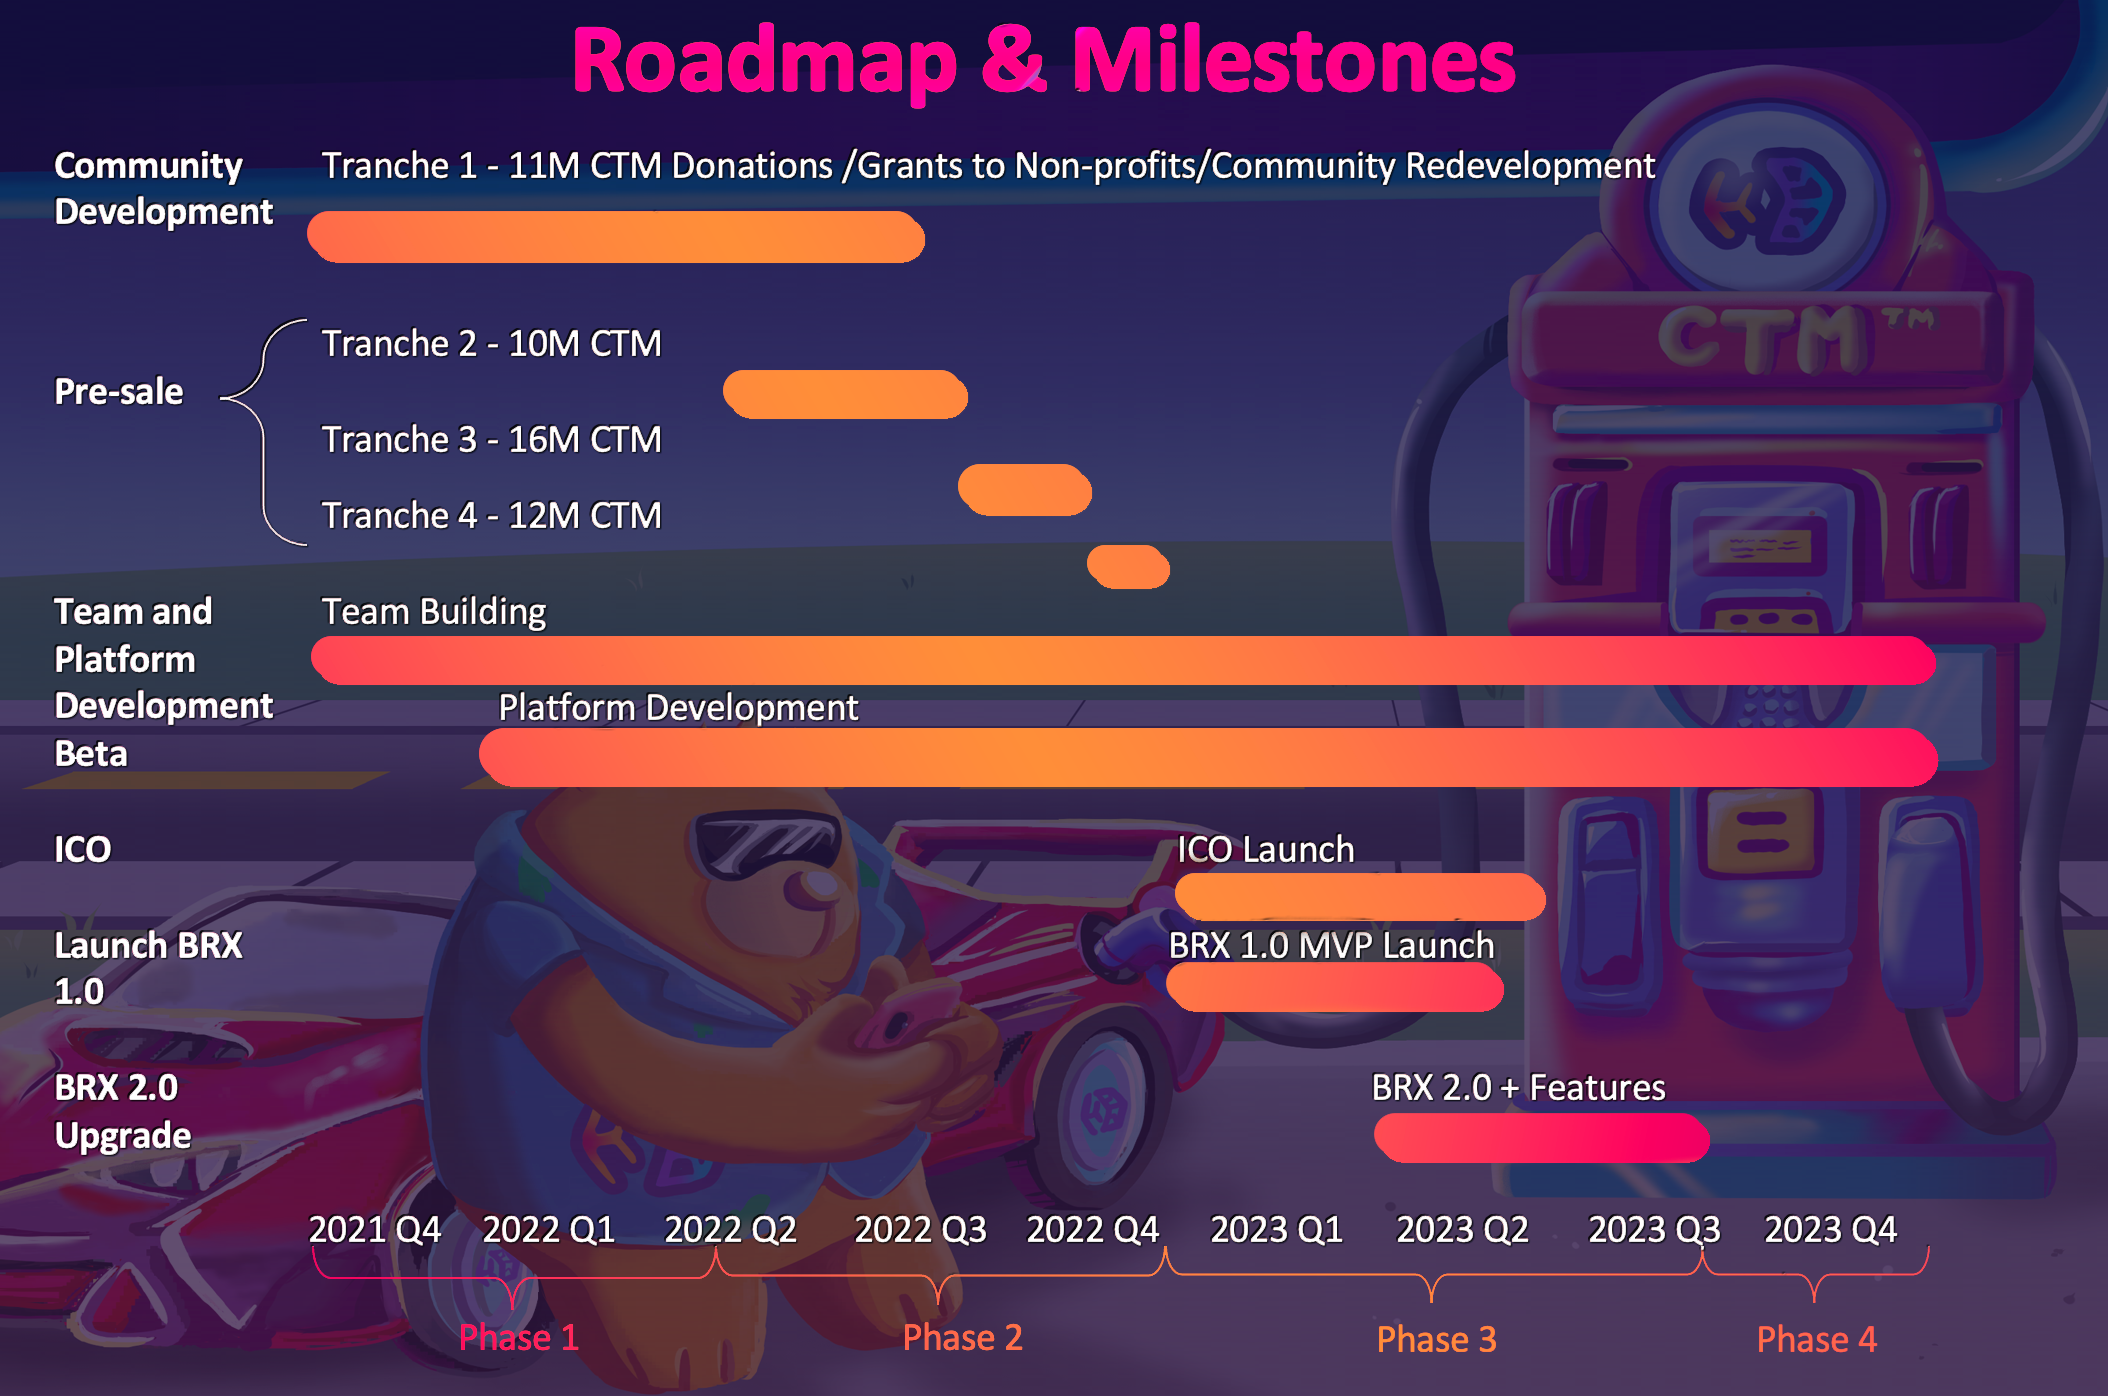 Roadmap & Milestones
Community
Development
Tranche 1 - 11M CTM Donations /Grants to Non-profits/Community Redevelopment
Pre-sale
Tranche 2 - 10M CTM
Tranche 3 - 16M CTM
Tranche 4 - 12M CTM
CTM™
Team and
Platform
Development
Beta
Team Building
Platform Development
ICO
ICO Launch
Launch BRX
1.0
BRX 1.0 MVP Launch
BRX 2.0
Upgrade
BRX 2.0 + Features
2021 Q4 2022 Q1 2022 Q2 2022 Q3 2022 Q4 2023 Q1 2023 Q2 2023 Q3 2023 Q4
Phase 1 Phase 2 Phase 3 Phase 4